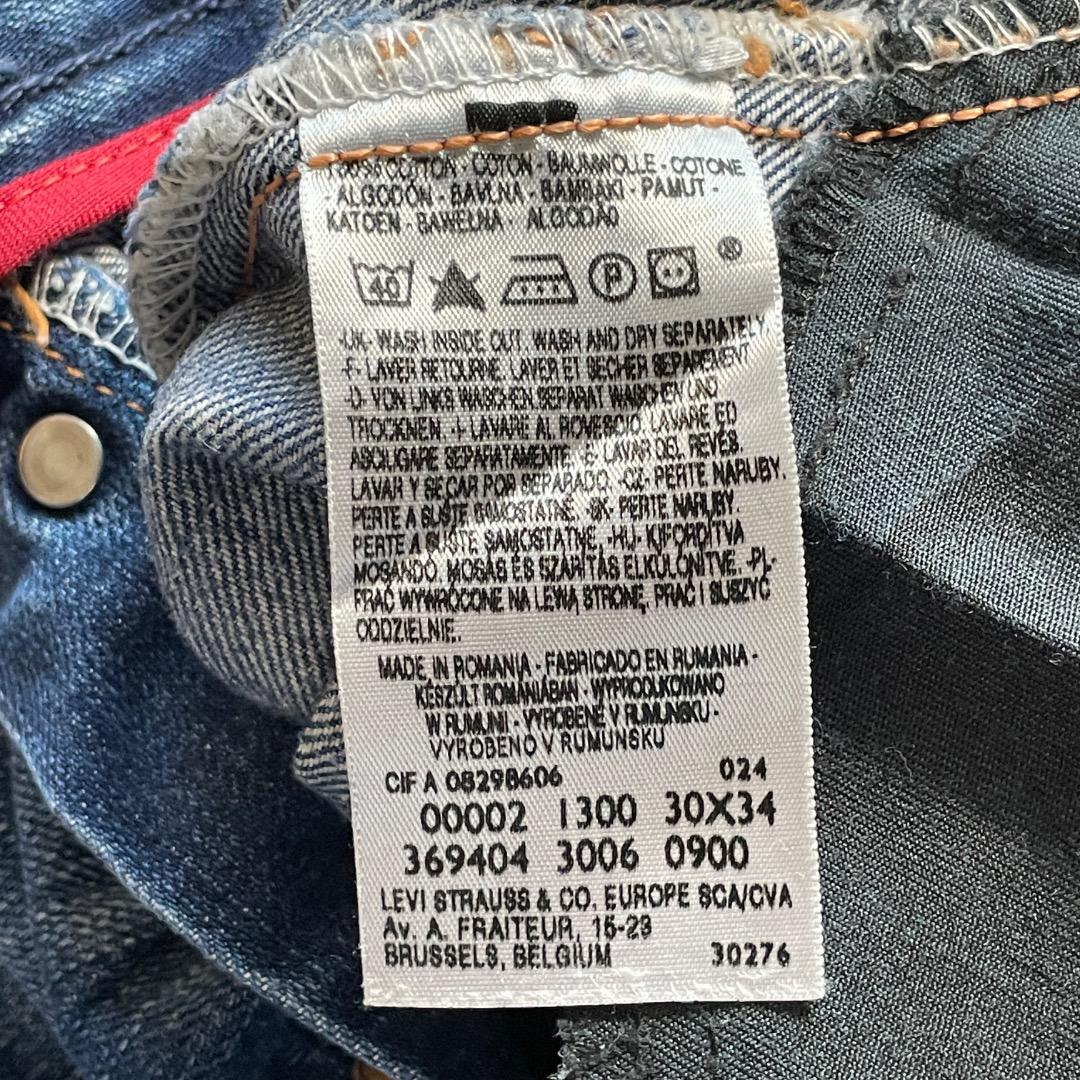 100% COTTON - COTON - BAUMWOLLE - COTONE
- ALGODÓN - BAVLNA - BAMBAKI - PAMUT -
KATOEN - BAWEŁNA - ALGODÃO
40 P ®
-UK- WASH INSIDE OUT. WASH AND DRY SEPARATELY
-F- LAVER RETOURNE. LAVER ET SECHER SEPAREMENT
-D- VON LINKS WASCHEN. SEPARAT WASCHEN UND
TROCKNEN. -I- LAVARE AL ROVESCIO. LAVARE ED
ASCIUGARE SEPARATAMENTE. -E- LAVAR DEL REVÉS.
LAVAR Y SECAR POR SEPARADO. -CZ- PERTE NARUBY.
PERTE A SUŠTE SAMOSTATNE. -SK- PERTE NARUBY.
PERTE A SUŠTE SAMOSTATNE. -HU- KIFORDÍTVA
MOSANDÓ. MOSÁS ÉS SZARÍTÁS ELKÜLÖNÍTVE. -PL-
PRAĆ WYWRÓCONE NA LEWĄ STRONĘ, PRAĆ I SUSZYĆ
ODDZIELNIE.
MADE IN ROMANIA - FABRICADO EN RUMANIA -
KÉSZÜLT ROMÁNIÁBAN - WYPRODUKOWANO
W RUMUNII - VYROBENÉ V RUMUNSKU -
VYROBENO V RUMUNSKU
CIF A 08298606 024
00002 1300 30X34
369404 3006 0900
LEVI STRAUSS & CO. EUROPE SCA/CVA
Av. A. FRAITEUR, 15-23
BRUSSELS, BELGIUM 30276